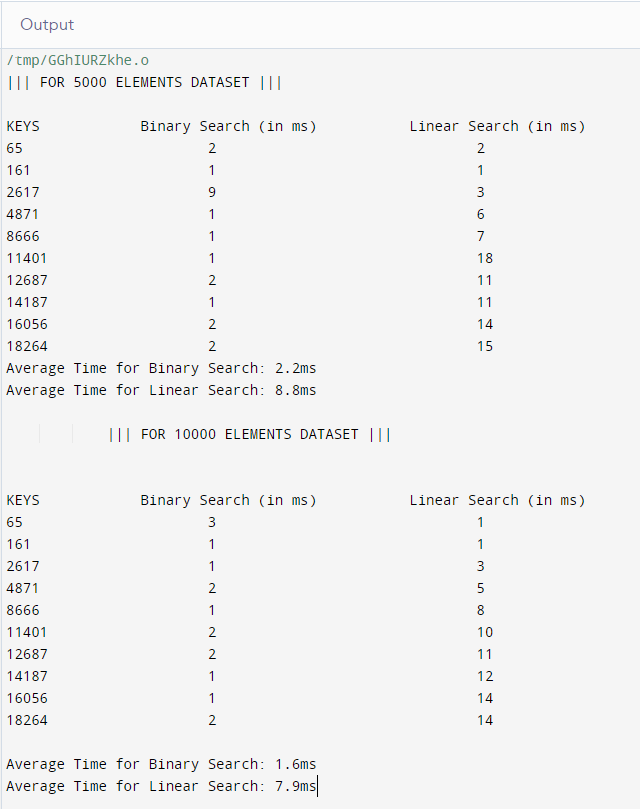 Output
/tmp/GGhIURZkhe.o
||| FOR 5000 ELEMENTS DATASET |||
KEYS Binary Search (in ms) Linear Search (in ms)
65 2 2
161 1 1
2617 9 3
4871 1 6
8666 1 7
11401 1 18
12687 2 11
14187 1 11
16056 2 14
18264 2 15
Average Time for Binary Search: 2.2ms
Average Time for Linear Search: 8.8ms
||| FOR 10000 ELEMENTS DATASET |||
KEYS Binary Search (in ms) Linear Search (in ms)
65 3 1
161 1 1
2617 1 3
4871 2 5
8666 1 8
11401 2 10
12687 2 11
14187 1 12
16056 1 14
18264 2 14
Average Time for Binary Search: 1.6ms
Average Time for Linear Search: 7.9ms